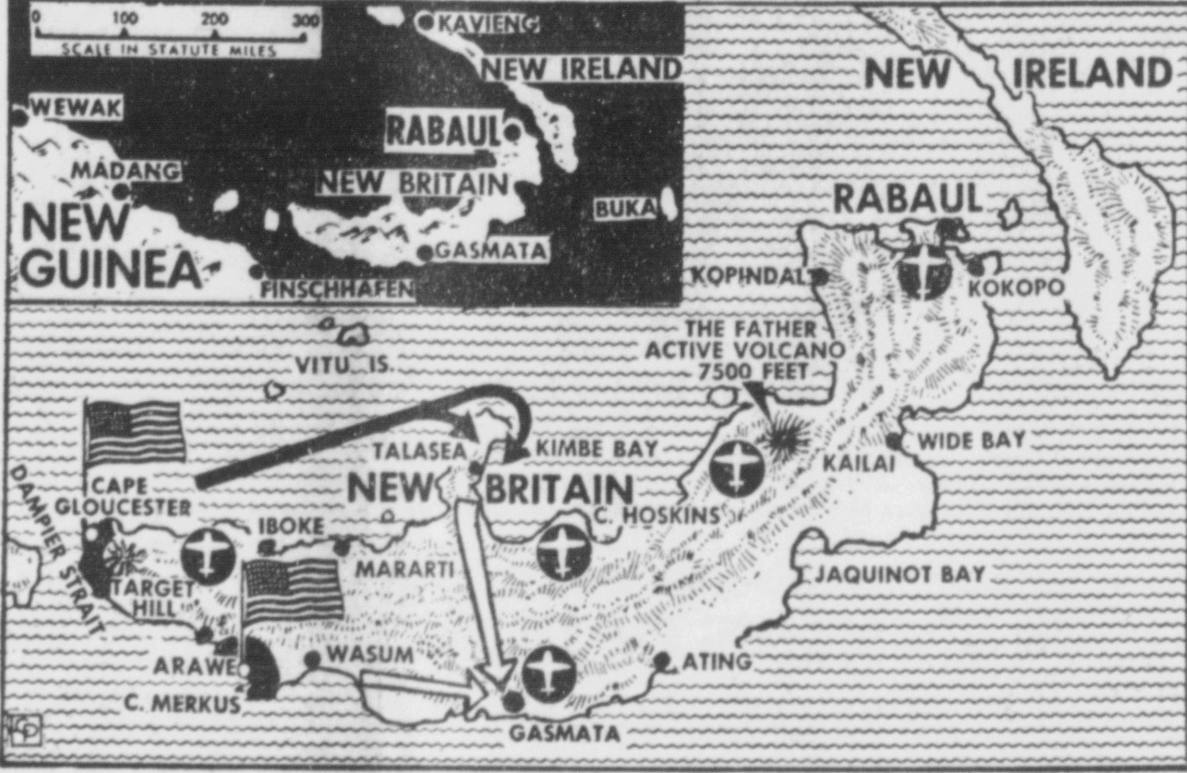 0 100 200 300
SCALE IN STATUTE MILES
KAVIENG
NEW IRELAND
WEWAK
RABAUL
MADANG
NEW BRITAIN
BUKA
NEW
GUINEA
GASMATA
FINSCHHAFEN
NEW IRELAND
RABAUL
KOPINDAL
KOKOPO
THE FATHER
ACTIVE VOLCANO
7500 FEET
VITU IS.
TALASEA
KIMBE BAY
WIDE BAY
KAILAI
NEW BRITAIN
CAPE
GLOUCESTER
DAMPIER STRAIT
C. HOSKINS
IBOKE
MARARTI
TARGET
HILL
JAQUINOT BAY
ARAWE
WASUM
ATING
C. MERKUS
GASMATA